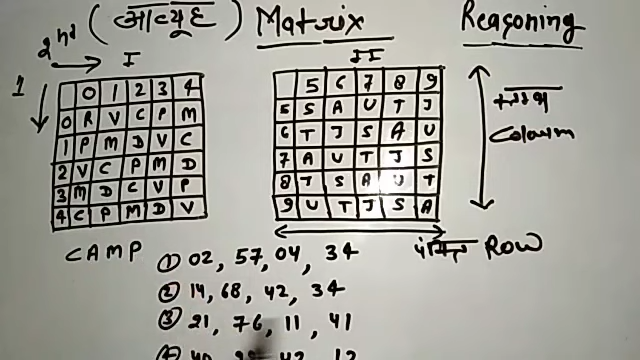 (आव्यूह) Matrix Reasoning
2nd I II
1
0 1 2 3 4
0 R V C P M
1 P M D V C
2 V C P M D
3 M D C V P
4 C P M D V
5 6 7 8 9
5 S A U T J
6 T J S A U
7 A U T J S
8 T S A U T
9 U T J S A
स्तम्भ
Colaum
पंक्ति Row
CAMP
① 02, 57, 04, 34
② 14, 68, 42, 34
③ 21, 76, 11, 41